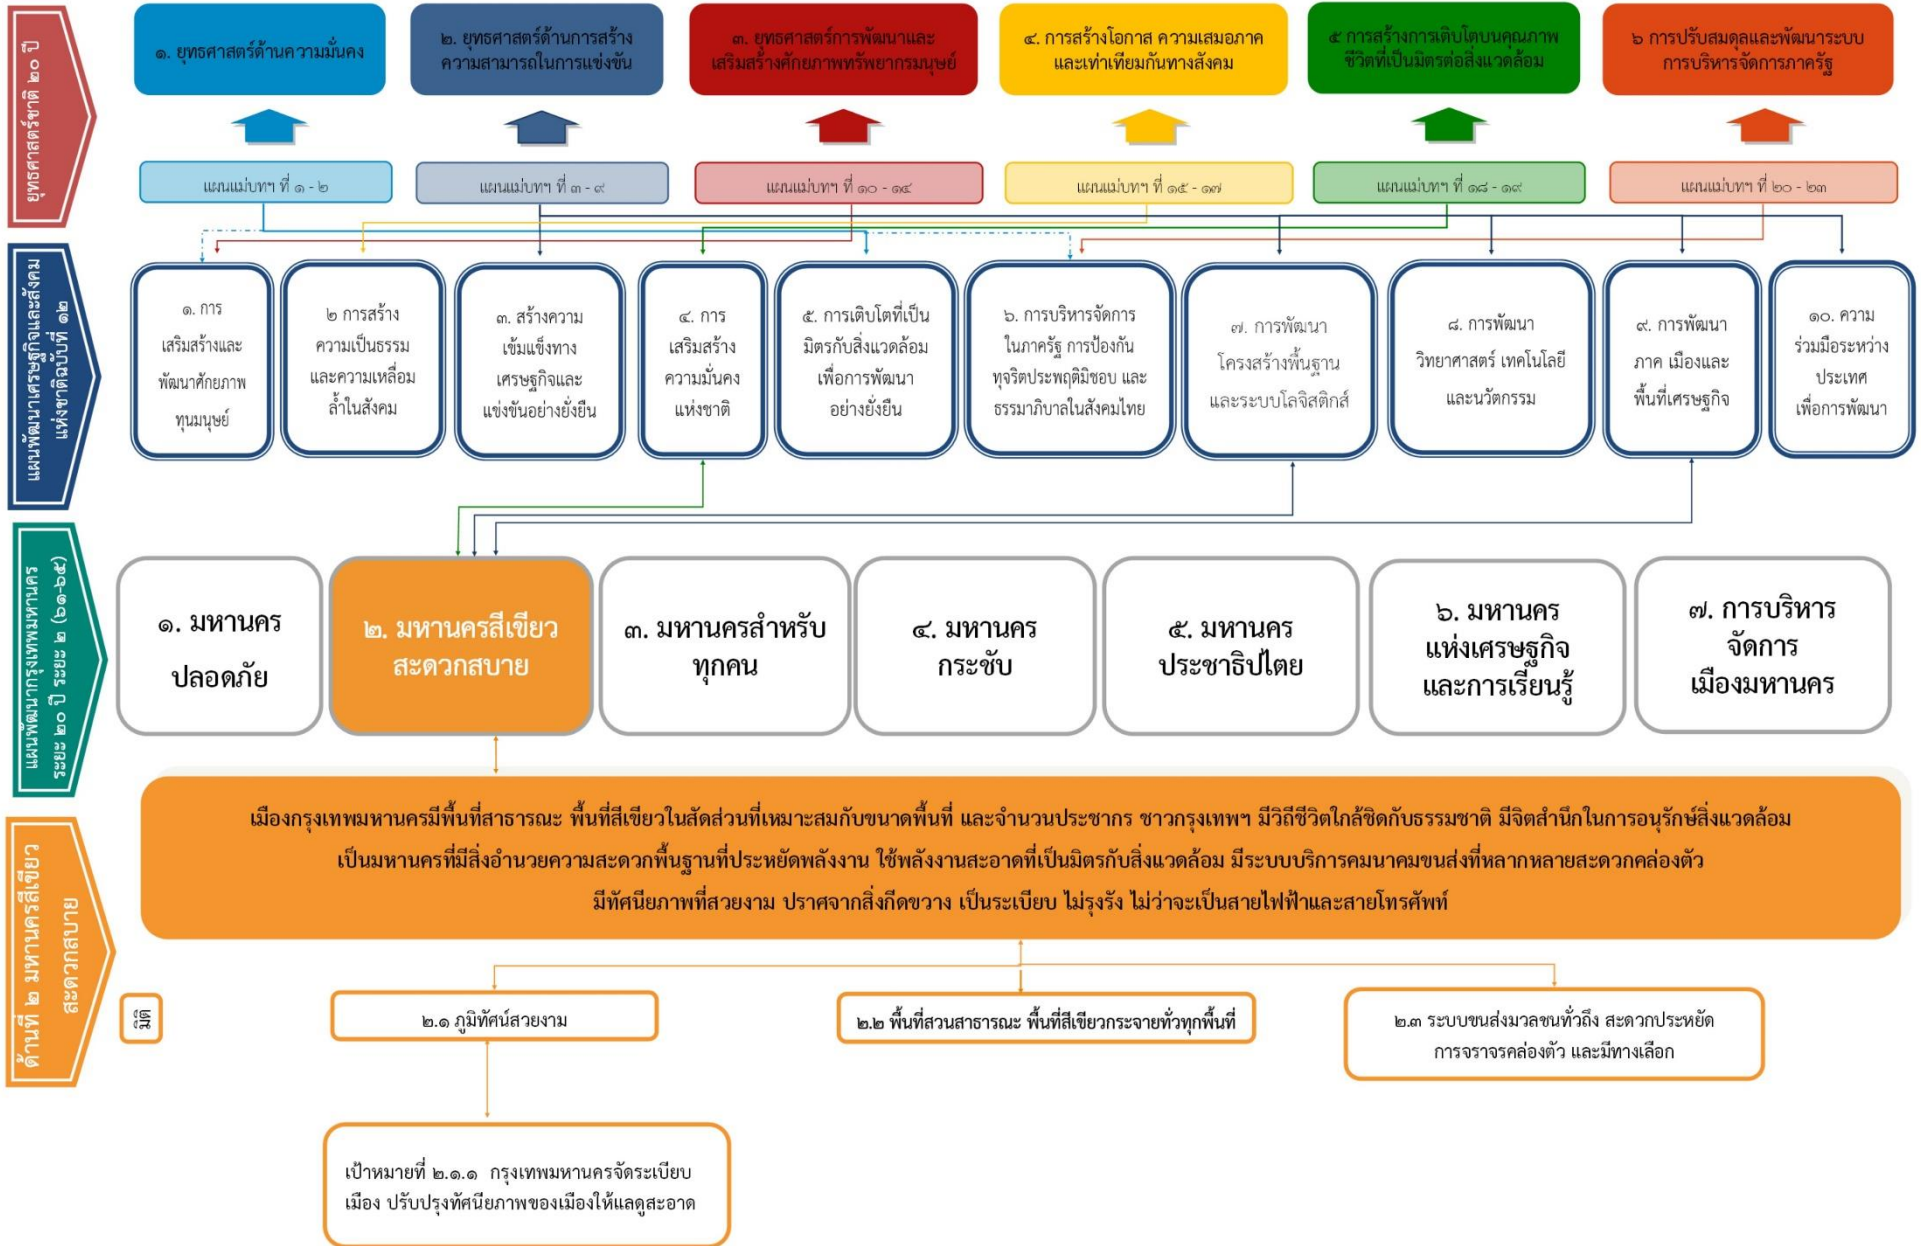 ยุทธศาสตร์ชาติ ๒๐ ปี
๑. ยุทธศาสตร์ด้านความมั่นคง
๒. ยุทธศาสตร์ด้านการสร้าง
ความสามารถในการแข่งขัน
๓. ยุทธศาสตร์การพัฒนาและ
เสริมสร้างศักยภาพทรัพยากรมนุษย์
๔. การสร้างโอกาส ความเสมอภาค
และเท่าเทียมกันทางสังคม
๕ การสร้างการเติบโตบนคุณภาพ
ชีวิตที่เป็นมิตรต่อสิ่งแวดล้อม
๖ การปรับสมดุลและพัฒนาระบบ
การบริหารจัดการภาครัฐ
แผนแม่บทฯ ที่ ๑ - ๒
แผนแม่บทฯ ที่ ๓ - ๙
แผนแม่บทฯ ที่ ๑๐ - ๑๔
แผนแม่บทฯ ที่ ๑๕ - ๑๗
แผนแม่บทฯ ที่ ๑๘ - ๑๙
แผนแม่บทฯ ที่ ๒๐ - ๒๓
แผนพัฒนาเศรษฐกิจและสังคม
แห่งชาติฉบับที่ ๑๒
๑. การ
เสริมสร้างและ
พัฒนาศักยภาพ
ทุนมนุษย์
๒ การสร้าง
ความเป็นธรรม
และความเหลื่อม
ล้ำในสังคม
๓. สร้างความ
เข้มแข็งทาง
เศรษฐกิจและ
แข่งขันอย่างยั่งยืน
๔. การ
เสริมสร้าง
ความมั่นคง
แห่งชาติ
๕. การเติบโตที่เป็น
มิตรกับสิ่งแวดล้อม
เพื่อการพัฒนา
อย่างยั่งยืน
๖. การบริหารจัดการ
ในภาครัฐ การป้องกัน
ทุจริตประพฤติมิชอบ และ
ธรรมาภิบาลในสังคมไทย
๗. การพัฒนา
โครงสร้างพื้นฐาน
และระบบโลจิสติกส์
๘. การพัฒนา
วิทยาศาสตร์ เทคโนโลยี
และนวัตกรรม
๙. การพัฒนา
ภาค เมืองและ
พื้นที่เศรษฐกิจ
๑๐. ความ
ร่วมมือระหว่าง
ประเทศ
เพื่อการพัฒนา
แผนพัฒนากรุงเทพมหานคร
ระยะ ๒๐ ปี ระยะ ๒ (๖๑-๖๕)
๑. มหานคร
ปลอดภัย
๒. มหานครสีเขียว
สะดวกสบาย
๓. มหานครสำหรับ
ทุกคน
๔. มหานคร
กระชับ
๕. มหานคร
ประชาธิปไตย
๖. มหานคร
แห่งเศรษฐกิจ
และการเรียนรู้
๗. การบริหาร
จัดการ
เมืองมหานคร
ด้านที่ ๒ มหานครสีเขียว
สะดวกสบาย
เมืองกรุงเทพมหานครมีพื้นที่สาธารณะ พื้นที่สีเขียวในสัดส่วนที่เหมาะสมกับขนาดพื้นที่ และจำนวนประชากร ชาวกรุงเทพฯ มีวิถีชีวิตใกล้ชิดกับธรรมชาติ มีจิตสำนึกในการอนุรักษ์สิ่งแวดล้อม
เป็นมหานครที่มีสิ่งอำนวยความสะดวกพื้นฐานที่ประหยัดพลังงาน ใช้พลังงานสะอาดที่เป็นมิตรกับสิ่งแวดล้อม มีระบบบริการคมนาคมขนส่งที่หลากหลายสะดวกคล่องตัว
มีทัศนียภาพที่สวยงาม ปราศจากสิ่งกีดขวาง เป็นระเบียบ ไม่รุงรัง ไม่ว่าจะเป็นสายไฟฟ้าและสายโทรศัพท์
มิติ
๒.๑ ภูมิทัศน์สวยงาม
๒.๒ พื้นที่สวนสาธารณะ พื้นที่สีเขียวกระจายทั่วทุกพื้นที่
๒.๓ ระบบขนส่งมวลชนทั่วถึง สะดวกประหยัด
การจราจรคล่องตัว และมีทางเลือก
เป้าหมายที่ ๒.๑.๑ กรุงเทพมหานครจัดระเบียบ
เมือง ปรับปรุงทัศนียภาพของเมืองให้แลดูสะอาด